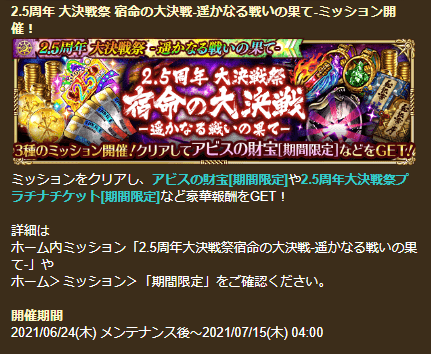 2.5周年 大決戦祭 宿命の大決戦-遥かなる戦いの果て-ミッション開
催！
2.5周年 大決戦祭 -遥かなる戦いの果て-
2.5周年 大決戦祭
宿命の大決戦
-遥かなる戦いの果て-
3種のミッション開催！クリアしてアビスの財宝[期間限定]などをGET！
ミッションをクリアし、アビスの財宝[期間限定]や2.5周年大決戦祭プ
ラチナチケット[期間限定]など豪華報酬をGET！
詳細は
ホーム内ミッション「2.5周年大決戦祭宿命の大決戦-遥かなる戦いの果
て-」や
ホーム＞ミッション＞「期間限定」をご確認ください。
開催期間
2021/06/24(木) メンテナンス後～2021/07/15(木) 04:00